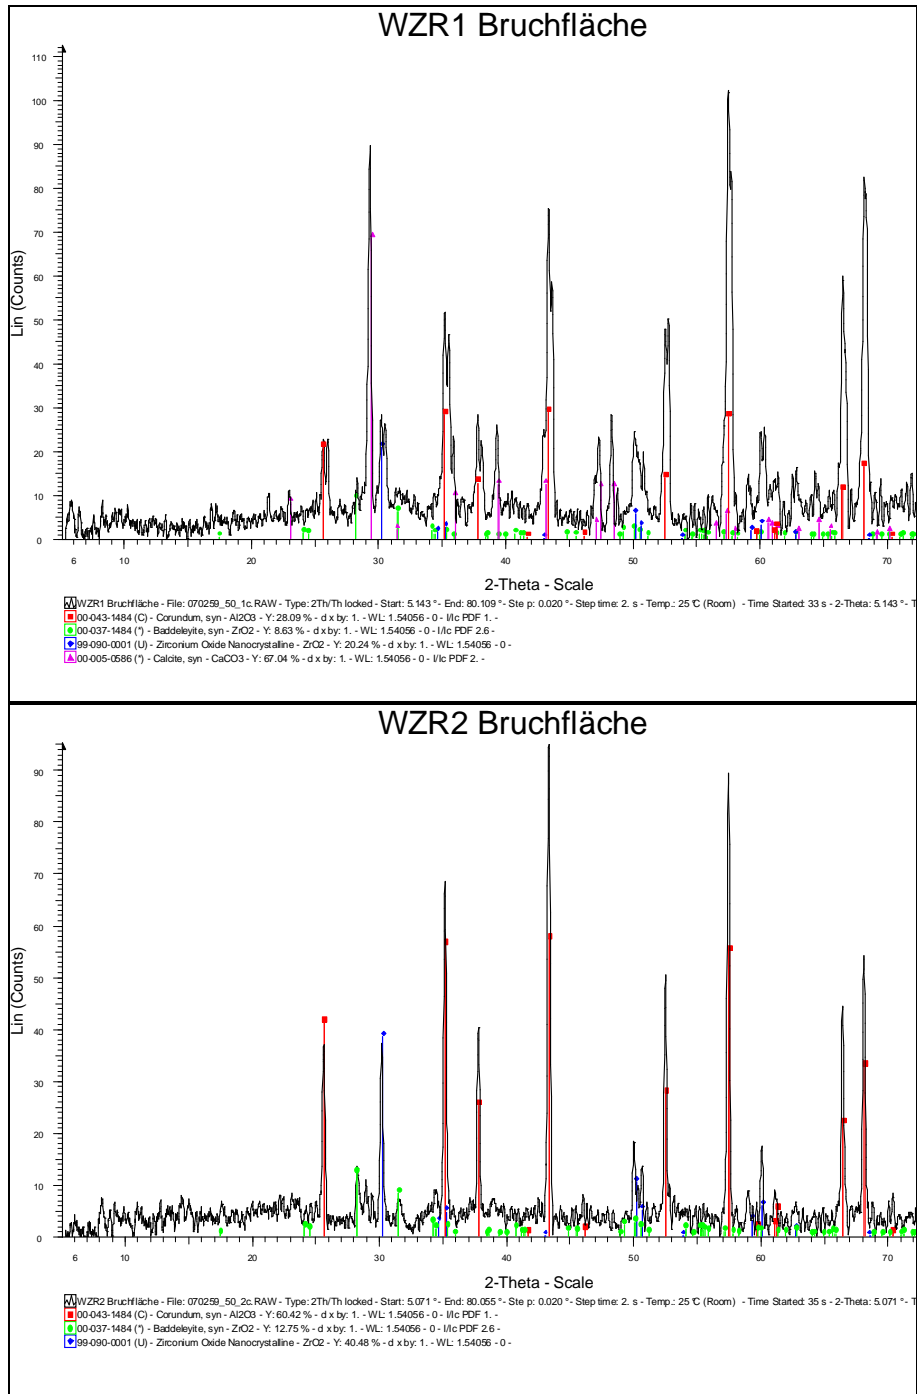 WZR1 Bruchfläche
Lin (Counts)
110
100
90
80
70
60
50
40
30
20
10
0
6 10 20 30 40 50 60 70
2-Theta - Scale
WZR1 Bruchfläche - File: 070259_50_1c.RAW - Type: 2Th/Th locked - Start: 5.143 ° - End: 80.109 ° - Step: 0.020 ° - Step time: 2. s - Temp.: 25 °C (Room) - Time Started: 33 s - 2-Theta: 5.143 ° - T
00-043-1484 (C) - Corundum, syn - Al2O3 - Y: 28.09 % - d x by: 1. - WL: 1.54056 - 0 - I/Ic PDF 1. -
00-037-1484 (*) - Baddeleyite, syn - ZrO2 - Y: 8.63 % - d x by: 1. - WL: 1.54056 - 0 - I/Ic PDF 2.6 -
99-090-0001 (U) - Zirconium Oxide Nanocrystalline - ZrO2 - Y: 20.24 % - d x by: 1. - WL: 1.54056 - 0 -
00-005-0586 (*) - Calcite, syn - CaCO3 - Y: 67.04 % - d x by: 1. - WL: 1.54056 - 0 - I/Ic PDF 2. -
WZR2 Bruchfläche
Lin (Counts)
90
80
70
60
50
40
30
20
10
0
6 10 20 30 40 50 60 70
2-Theta - Scale
WZR2 Bruchfläche - File: 070259_50_2c.RAW - Type: 2Th/Th locked - Start: 5.071 ° - End: 80.055 ° - Step: 0.020 ° - Step time: 2. s - Temp.: 25 °C (Room) - Time Started: 35 s - 2-Theta: 5.071 ° - T
00-043-1484 (C) - Corundum, syn - Al2O3 - Y: 60.42 % - d x by: 1. - WL: 1.54056 - 0 - I/Ic PDF 1. -
00-037-1484 (*) - Baddeleyite, syn - ZrO2 - Y: 12.75 % - d x by: 1. - WL: 1.54056 - 0 - I/Ic PDF 2.6 -
99-090-0001 (U) - Zirconium Oxide Nanocrystalline - ZrO2 - Y: 40.48 % - d x by: 1. - WL: 1.54056 - 0 -